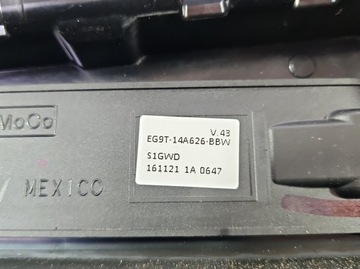 MoCo
V.43
EG9T-14A626-BBW
S1GWD
161121 1A 0647
MEXICO